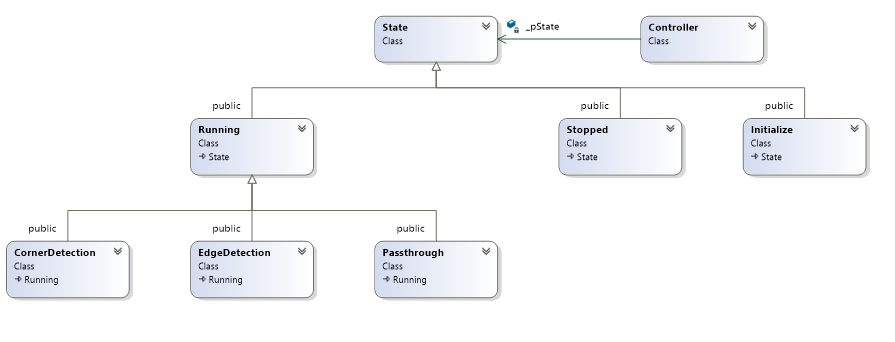 State
Class
_pState
Controller
Class
public
public
public
Running
Class
State
Stopped
Class
State
Initialize
Class
State
public
public
public
CornerDetection
Class
Running
EdgeDetection
Class
Running
Passthrough
Class
Running